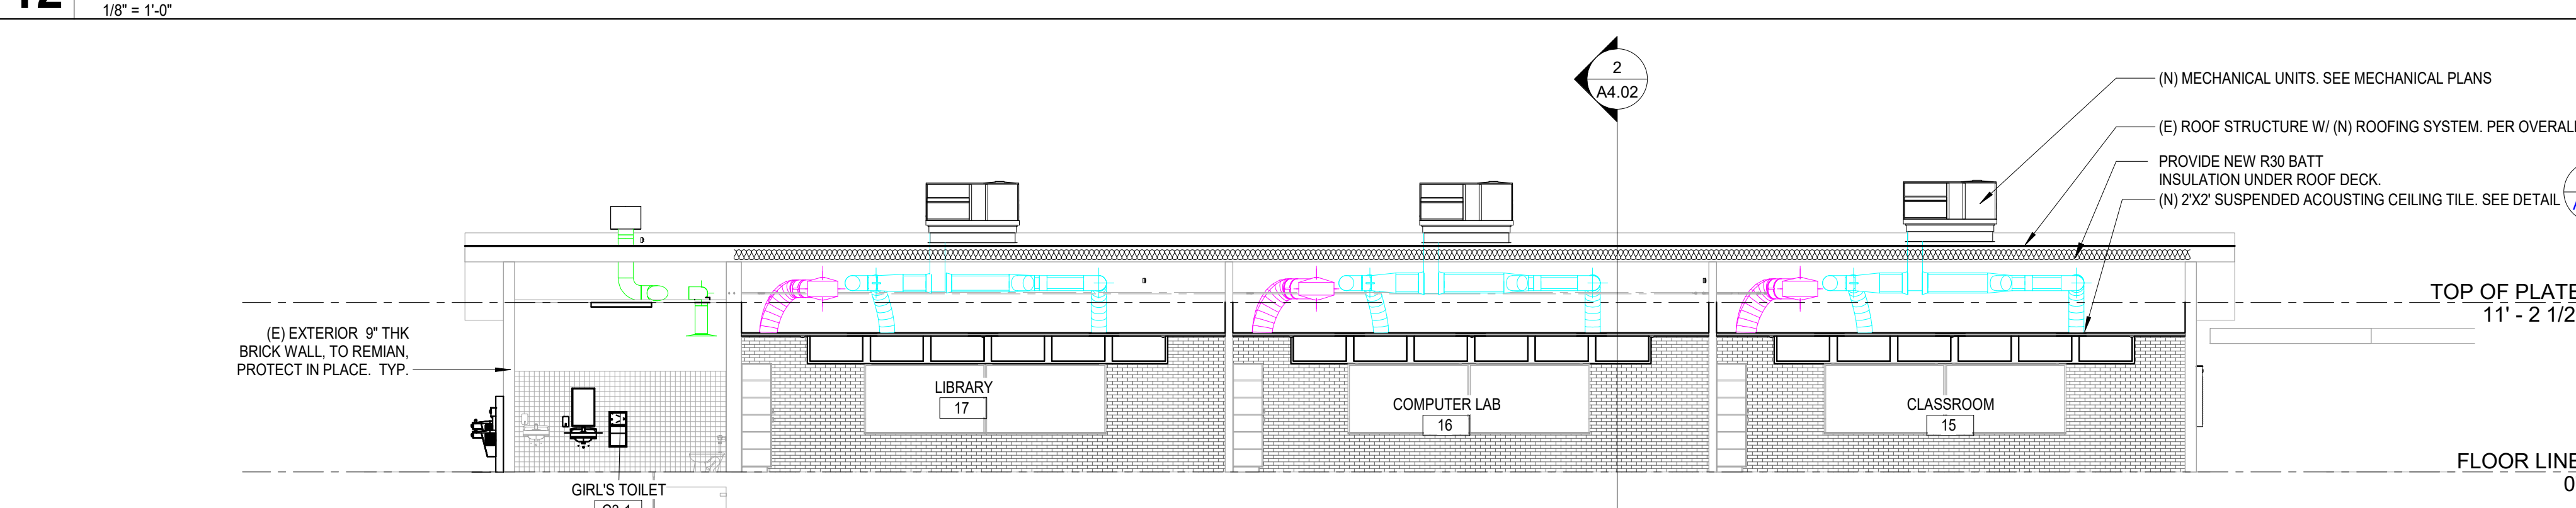 1/8" = 1'-0"
2
A4.02
(N) MECHANICAL UNITS. SEE MECHANICAL PLANS
(E) ROOF STRUCTURE W/ (N) ROOFING SYSTEM. PER OVERALL
PROVIDE NEW R30 BATT
INSULATION UNDER ROOF DECK.
(N) 2'X2' SUSPENDED ACOUSTING CEILING TILE. SEE DETAIL
TOP OF PLATE
11' - 2 1/2
(E) EXTERIOR 9" THK
BRICK WALL, TO REMIAN,
PROTECT IN PLACE. TYP.
LIBRARY
17
COMPUTER LAB
16
CLASSROOM
15
FLOOR LINE
0
GIRL'S TOILET